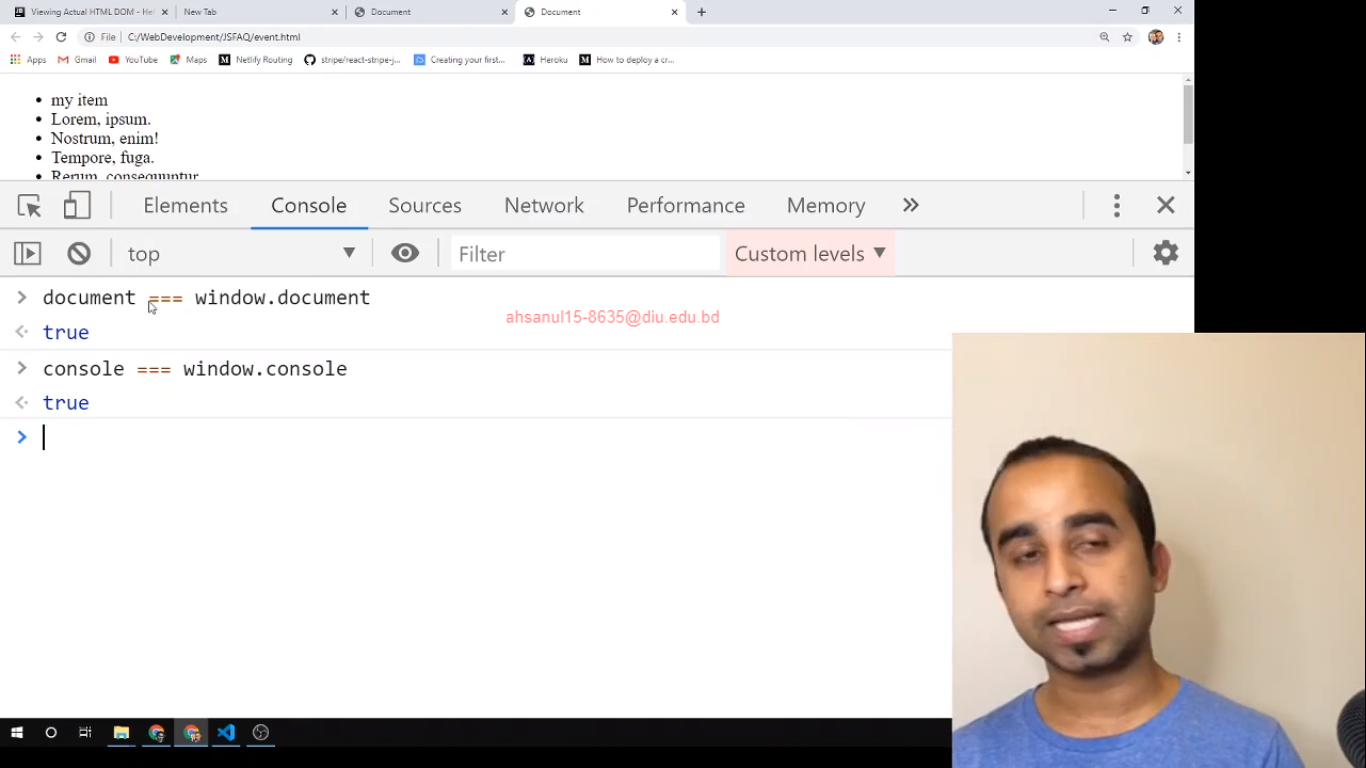 Viewing Actual HTML DOM - Hel
New Tab
Document
Document
File C:/WebDevelopment/JSFAQ/event.html
Apps Gmail YouTube Maps Netlify Routing stripe/react-stripe-j... Creating your first... Heroku How to deploy a cr...
my item
Lorem, ipsum.
Nostrum, enim!
Tempore, fuga.
Rerum, consequuntur
Elements Console Sources Network Performance Memory
top Filter Custom levels
document === window.document
ahsanul15-8635@diu.edu.bd
true
console === window.console
true